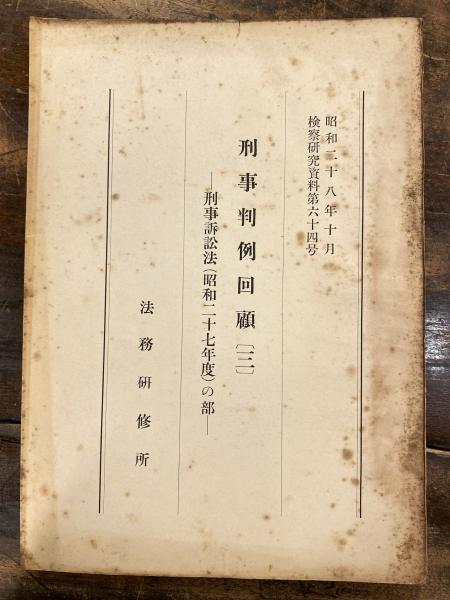 昭和二十八年十月
検察研究資料第六十四号
刑事判例回顧〔三〕
―刑事訴訟法(昭和二十七年度)の部―
法務研修所